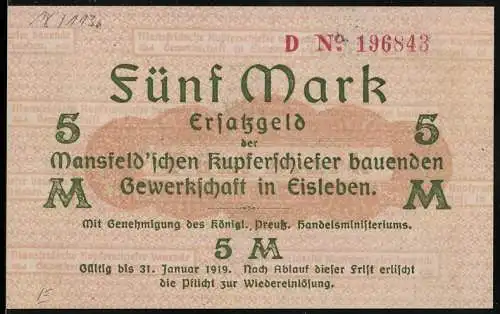 D No. 196843
Fünf Mark
5 Ersatzgeld 5
der
Mansfeld'schen Kupferschiefer bauenden
M Gewerkschaft in Eisleben. M
Mit Genehmigung des Königl. Preuß. Handelsministeriums.
5 M
Gültig bis 31. Januar 1919. Nach Ablauf dieser Frist erlischt
die Pflicht zur Wiedereinlösung.